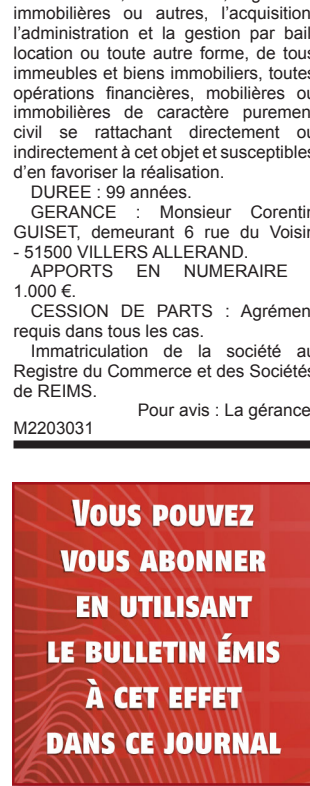 immobilières ou autres, l'acquisition
l'administration et la gestion par bail
location ou toute autre forme, de tous
immeubles et biens immobiliers, toutes
opérations financières, mobilières ou
immobilières de caractère puremen
civil se rattachant directement ou
indirectement à cet objet et susceptibles
d'en favoriser la réalisation.
DUREE : 99 années.
GERANCE : Monsieur Corentin
GUISET, demeurant 6 rue du Voisin
- 51500 VILLERS ALLERAND.
APPORTS EN NUMERAIRE
1.000 €.
CESSION DE PARTS : Agrémen
requis dans tous les cas.
Immatriculation de la société au
Registre du Commerce et des Sociétés
de REIMS.
Pour avis : La gérance
M2203031
VOUS POUVEZ
VOUS ABONNER
EN UTILISANT
LE BULLETIN ÉMIS
À CET EFFET
DANS CE JOURNAL